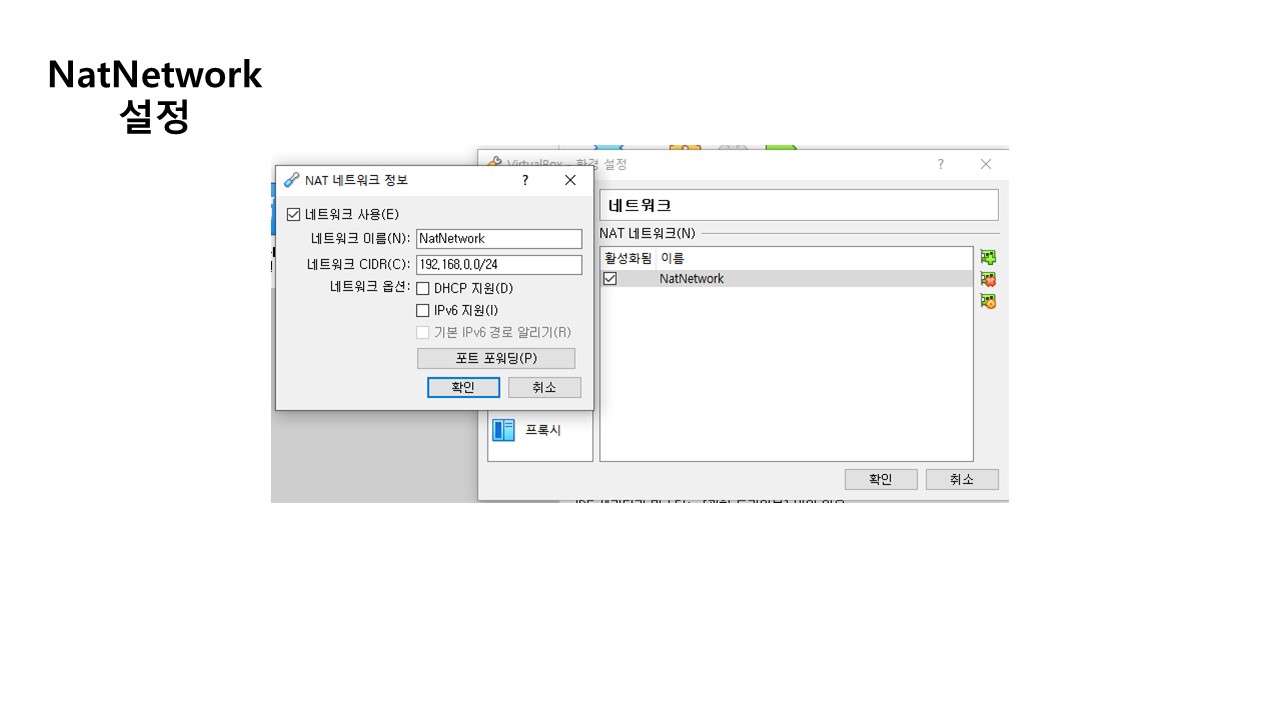 NatNetwork
설정
VirtualBox - 환경 설정
?
NAT 네트워크 정보
?
네트워크 사용(E)
네트워크 이름(N): NatNetwork
네트워크 CIDR(C): 192.168.0.0/24
네트워크 옵션: DHCP 지원(D)
IPv6 지원(I)
기본 IPv6 경로 알리기(R)
포트 포워딩(P)
확인 취소
네트워크
NAT 네트워크(N)
활성화됨 이름
NatNetwork
프록시
확인 취소